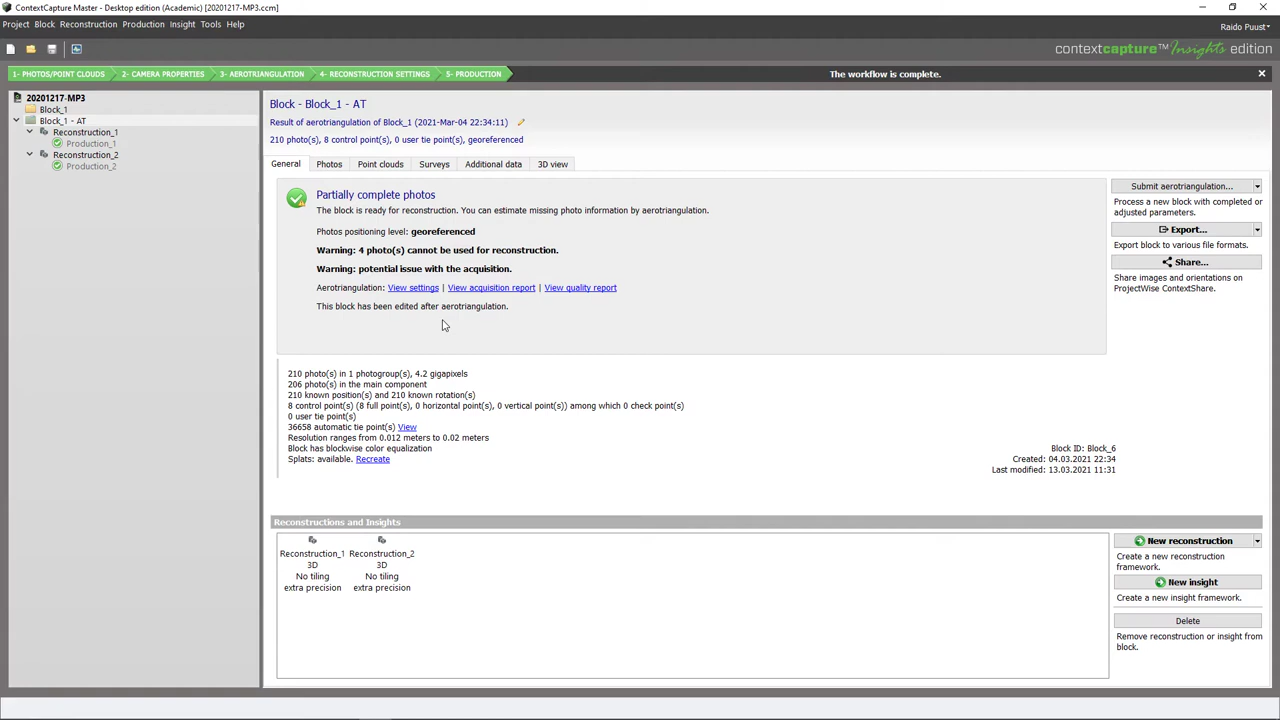 ContextCapture Master - Desktop edition (Academic) [20201217-MP3.ccm]
Project Block Reconstruction Production Insight Tools Help
Raido Puust
contextcapture™ Insights edition
1- PHOTOS/POINT CLOUDS 2- CAMERA PROPERTIES 3- AEROTRIANGULATION 4- RECONSTRUCTION SETTINGS 5- PRODUCTION The workflow is complete.
20201217-MP3
Block_1
Block_1 - AT
Reconstruction_1
Production_1
Reconstruction_2
Production_2
Block - Block_1 - AT
Result of aerotriangulation of Block_1 (2021-Mar-04 22:34:11)
210 photo(s), 8 control point(s), 0 user tie point(s), georeferenced
General Photos Point clouds Surveys Additional data 3D view
Partially complete photos
The block is ready for reconstruction. You can estimate missing photo information by aerotriangulation.
Photos positioning level: georeferenced
Warning: 4 photo(s) cannot be used for reconstruction.
Warning: potential issue with the acquisition.
Aerotriangulation: View settings | View acquisition report | View quality report
This block has been edited after aerotriangulation.
210 photo(s) in 1 photogroup(s), 4.2 gigapixels
206 photo(s) in the main component
210 known position(s) and 210 known rotation(s)
8 control point(s) (8 full point(s), 0 horizontal point(s), 0 vertical point(s)) among which 0 check point(s)
0 user tie point(s)
36658 automatic tie point(s) View
Resolution ranges from 0.012 meters to 0.02 meters
Block has blockwise color equalization
Splats: available. Recreate
Block ID: Block_6
Created: 04.03.2021 22:34
Last modified: 13.03.2021 11:31
Submit aerotriangulation...
Process a new block with completed or
adjusted parameters.
Export...
Export block to various file formats.
Share...
Share images and orientations on
ProjectWise ContextShare.
Reconstructions and Insights
Reconstruction_1 Reconstruction_2
3D 3D
No tiling No tiling
extra precision extra precision
New reconstruction
Create a new reconstruction
framework.
New insight
Create a new insight framework.
Delete
Remove reconstruction or insight from
block.